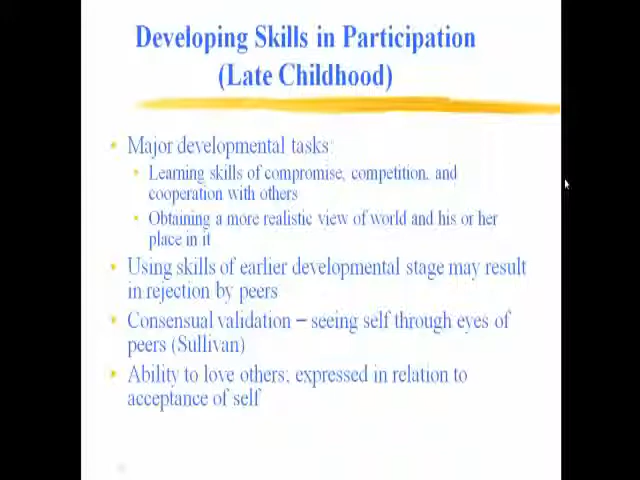 Developing Skills in Participation
(Late Childhood)
• Major developmental tasks:
• Learning skills of compromise, competition, and
cooperation with others
• Obtaining a more realistic view of world and his or her
place in it
• Using skills of earlier developmental stage may result
in rejection by peers
• Consensual validation – seeing self through eyes of
peers (Sullivan)
• Ability to love others; expressed in relation to
acceptance of self